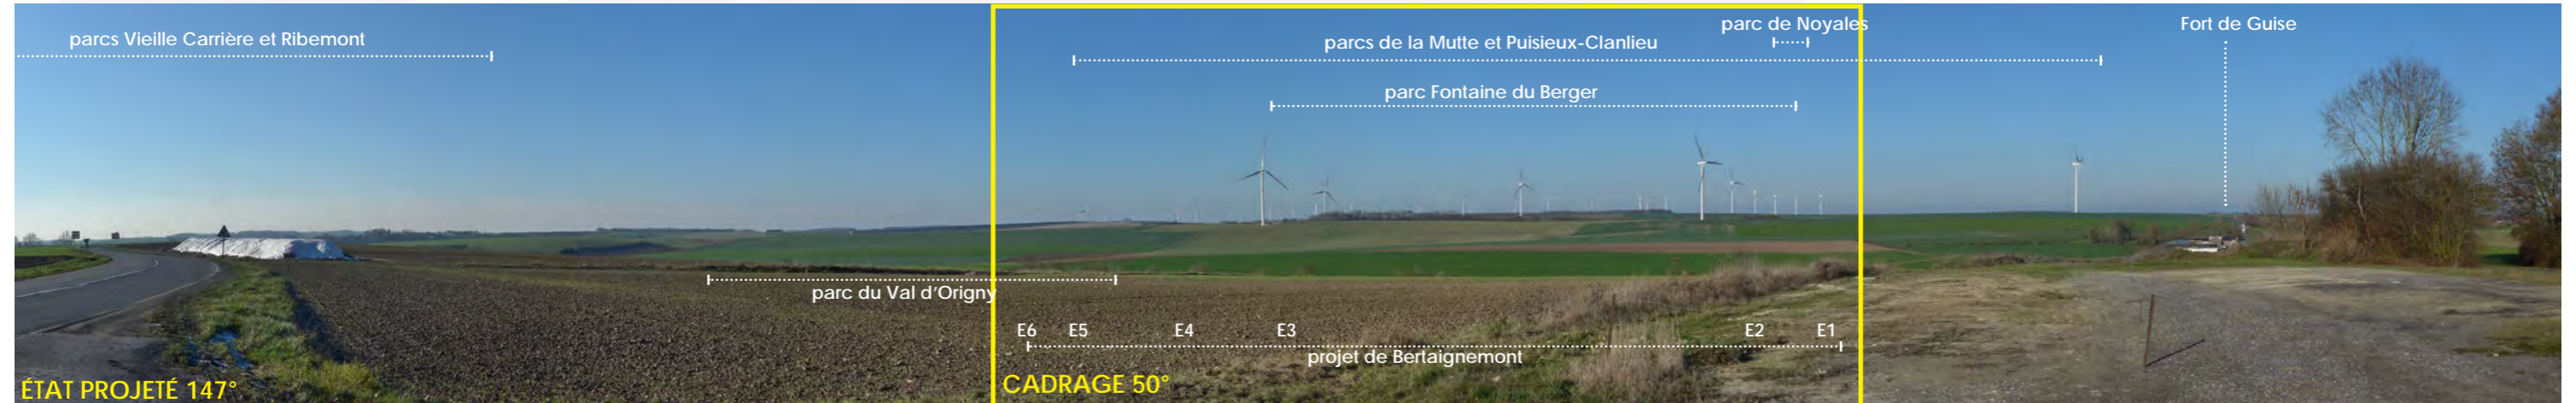 parcs Vieille Carrière et Ribemont
parcs de la Mutte et Puisieux-Clanlieu
parc de Noyales
Fort de Guise
parc Fontaine du Berger
parc du Val d'Origny
E6 E5 E4 E3 E2 E1
projet de Bertaignemont
ÉTAT PROJETÉ 147°
CADRAGE 50°